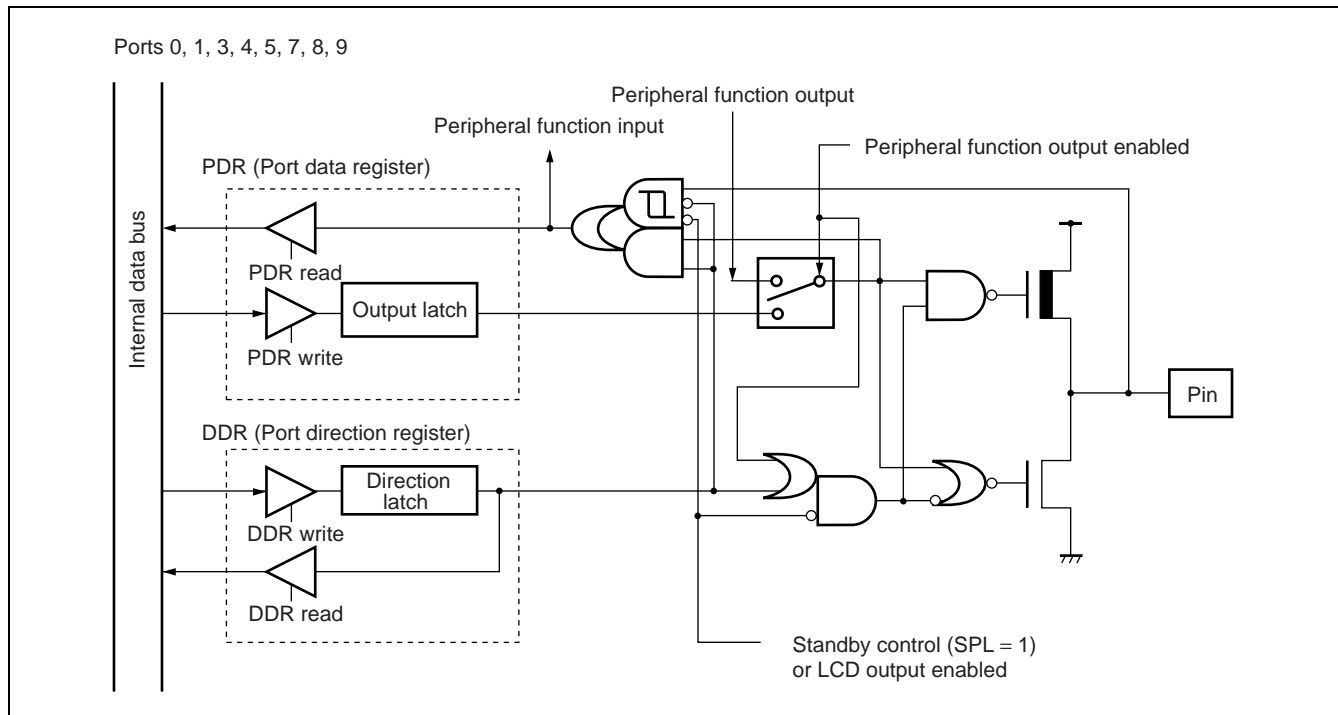 Ports 0, 1, 3, 4, 5, 7, 8, 9
Peripheral function output
Peripheral function input
Peripheral function output enabled
PDR (Port data register)
Internal data bus
PDR read
Output latch
PDR write
Pin
DDR (Port direction register)
Direction
latch
DDR write
DDR read
Standby control (SPL = 1)
or LCD output enabled